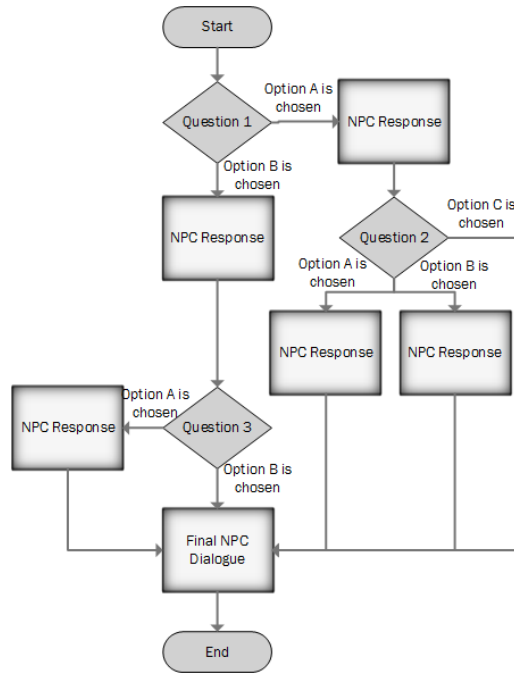 Start
Option A is
chosen
Question 1
NPC Response
Option B is
chosen
NPC Response
Option C is
chosen
Question 2
Option A is
chosen
Option B is
chosen
NPC Response
NPC Response
Option A is
chosen
NPC Response
Question 3
Option B is
chosen
Final NPC
Dialogue
End